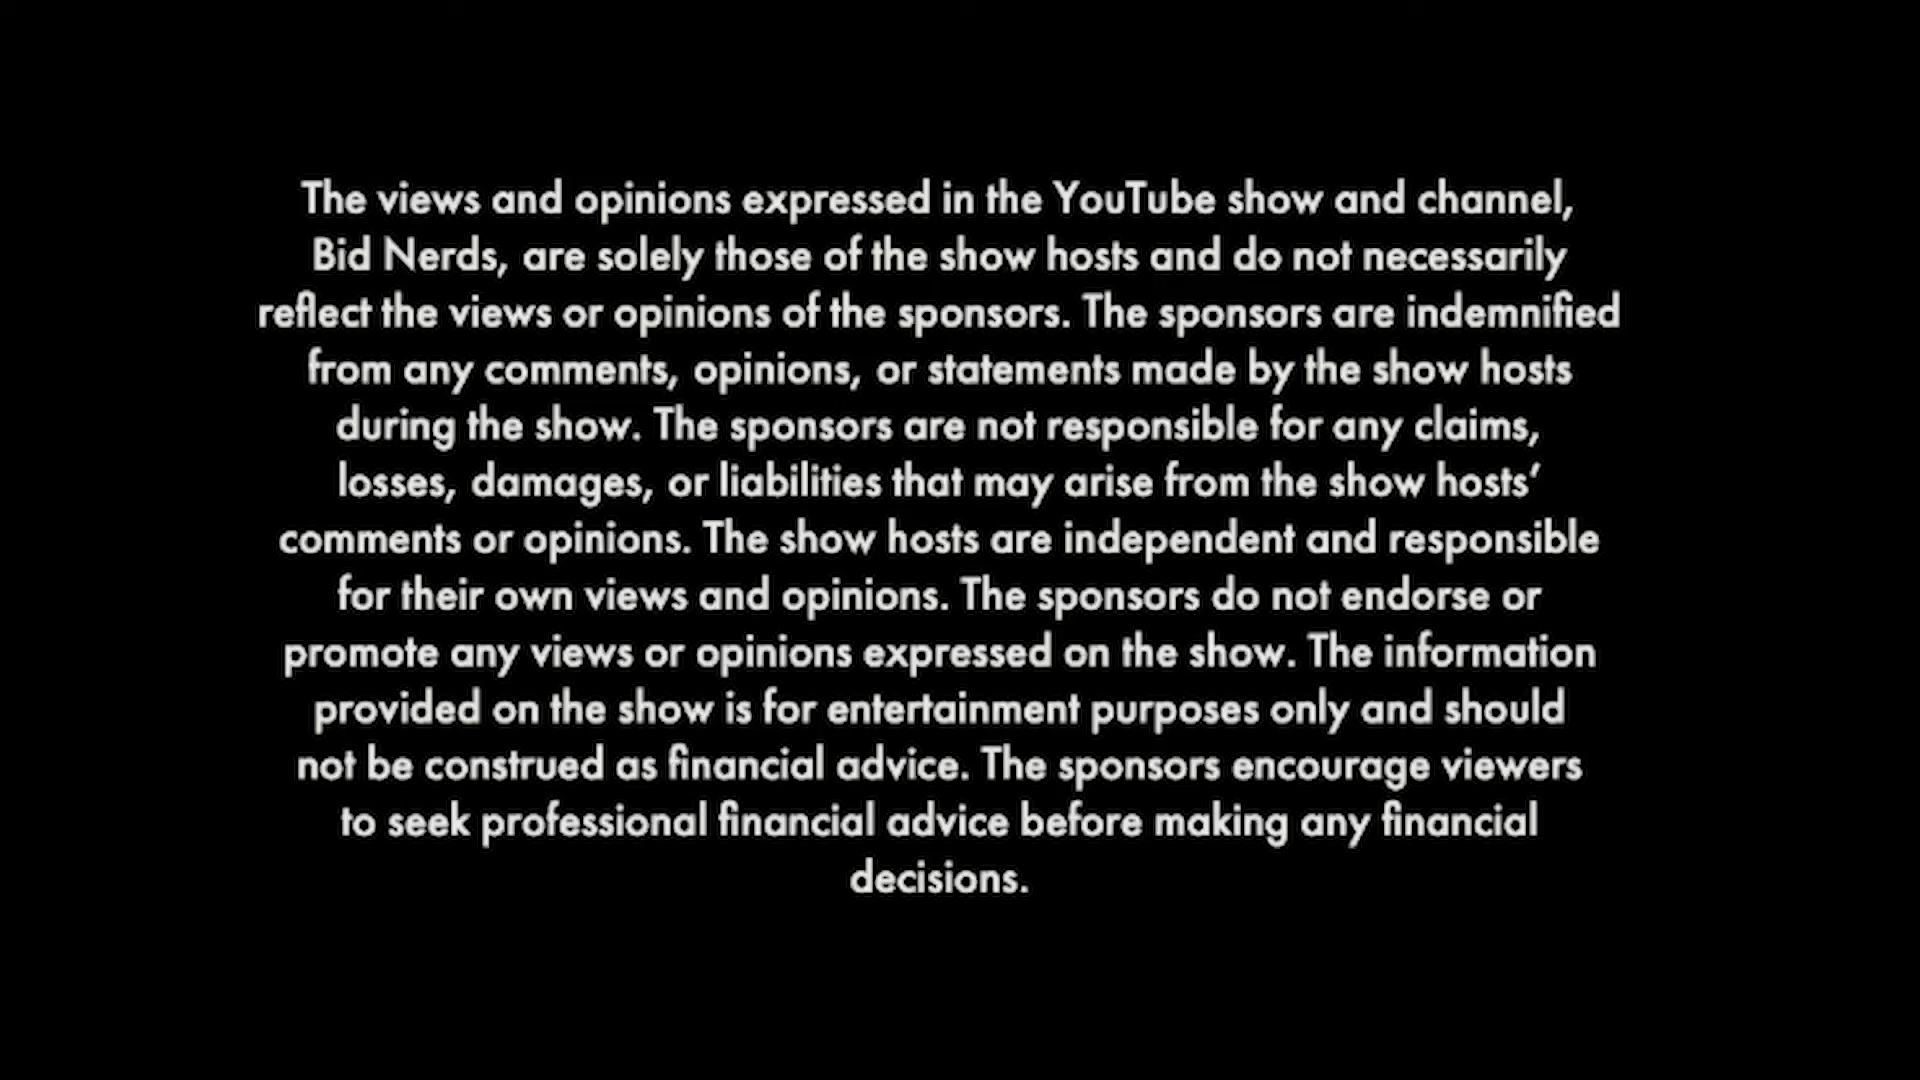 The views and opinions expressed in the YouTube show and channel,
Bid Nerds, are solely those of the show hosts and do not necessarily
reflect the views or opinions of the sponsors. The sponsors are indemnified
from any comments, opinions, or statements made by the show hosts
during the show. The sponsors are not responsible for any claims,
losses, damages, or liabilities that may arise from the show hosts’
comments or opinions. The show hosts are independent and responsible
for their own views and opinions. The sponsors do not endorse or
promote any views or opinions expressed on the show. The information
provided on the show is for entertainment purposes only and should
not be construed as financial advice. The sponsors encourage viewers
to seek professional financial advice before making any financial
decisions.